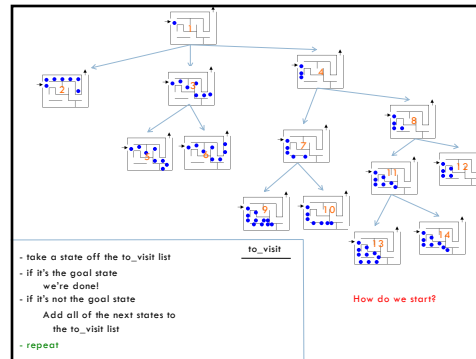 1
2
3
4
5
6
7
8
9
10
11
12
13
14
to_visit
- take a state off the to_visit list
- if it's the goal state
we're done!
- if it's not the goal state
Add all of the next states to
the to_visit list
- repeat
How do we start?